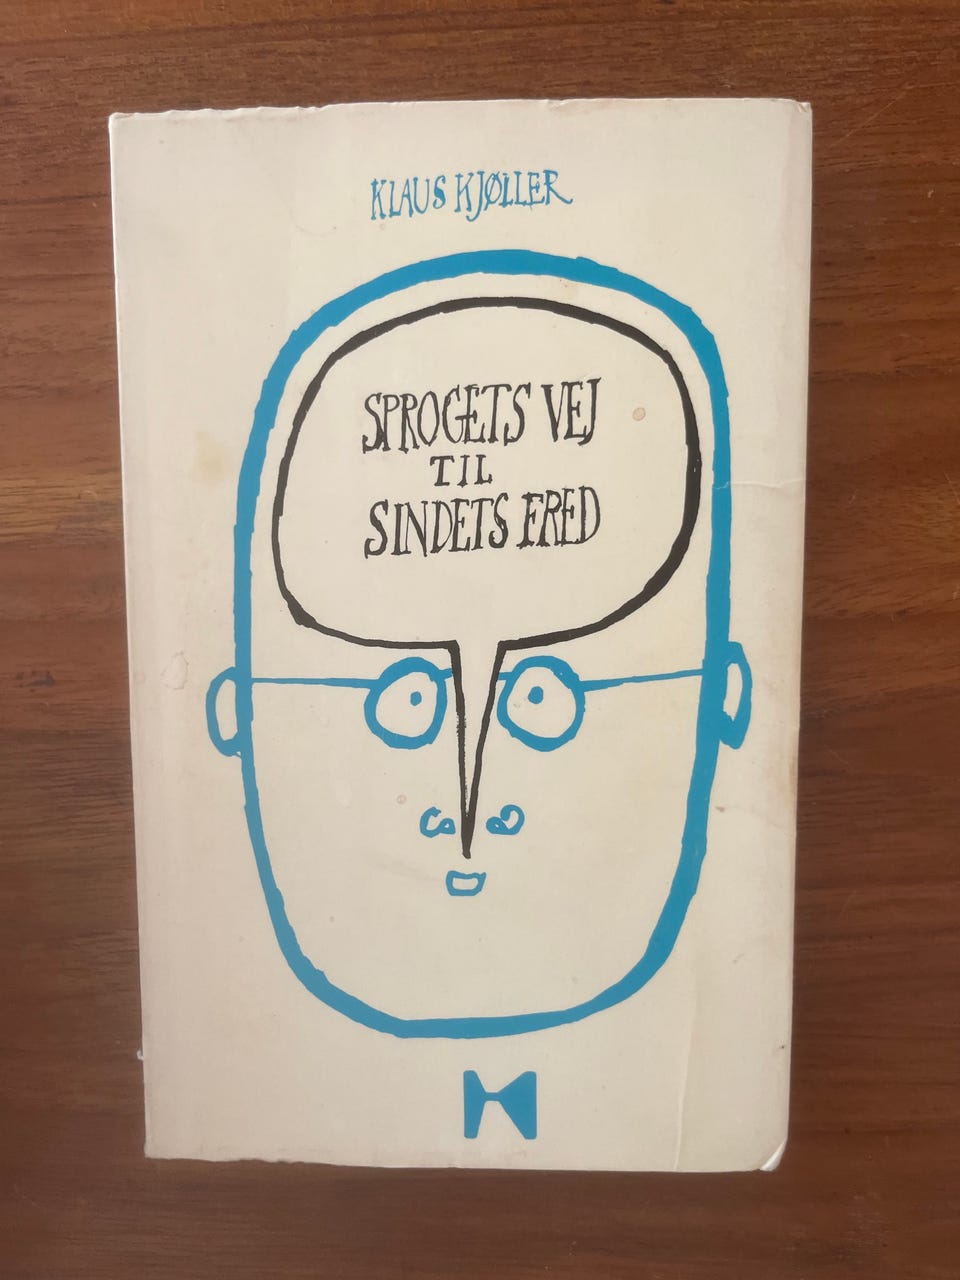 KLAUS KJØLLER
SPROGETS VEJ
TIL
SINDETS FRED